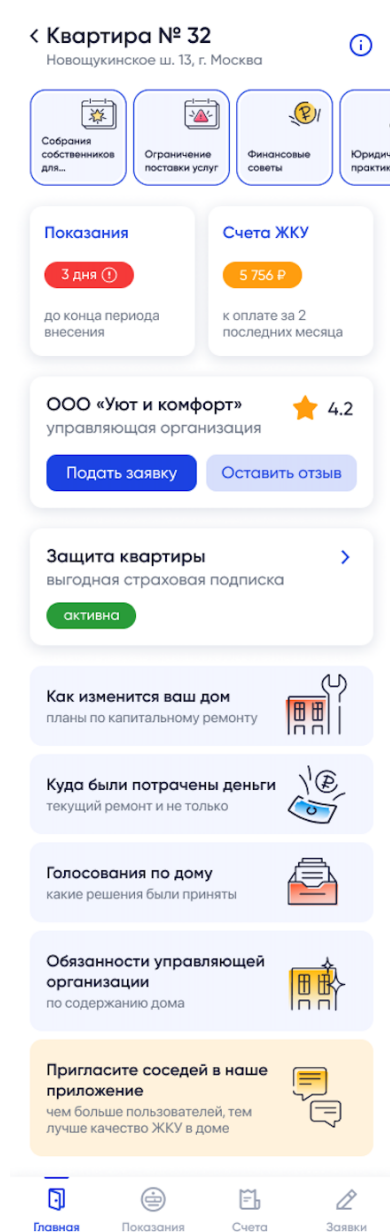 Квартира № 32
Новощукинское ш. 13, г. Москва
Собрания
собственников
для...
Ограничение
поставки услуг
Финансовые
советы
Юридич
практик
Показания
3 дня
до конца периода
внесения
Счета ЖКУ
5 756 ₽
к оплате за 2
последних месяца
ООО «Уют и комфорт»
4.2
управляющая организация
Подать заявку
Оставить отзыв
Защита квартиры
выгодная страховая подписка
активна
Как изменится ваш дом
планы по капитальному ремонту
Куда были потрачены деньги
текущий ремонт и не только
Голосования по дому
какие решения были приняты
Обязанности управляющей
организации
по содержанию дома
Пригласите соседей в наше
приложение
чем больше пользователей, тем
лучше качество ЖКУ в доме
Главная
Показания
Счета
Заявки